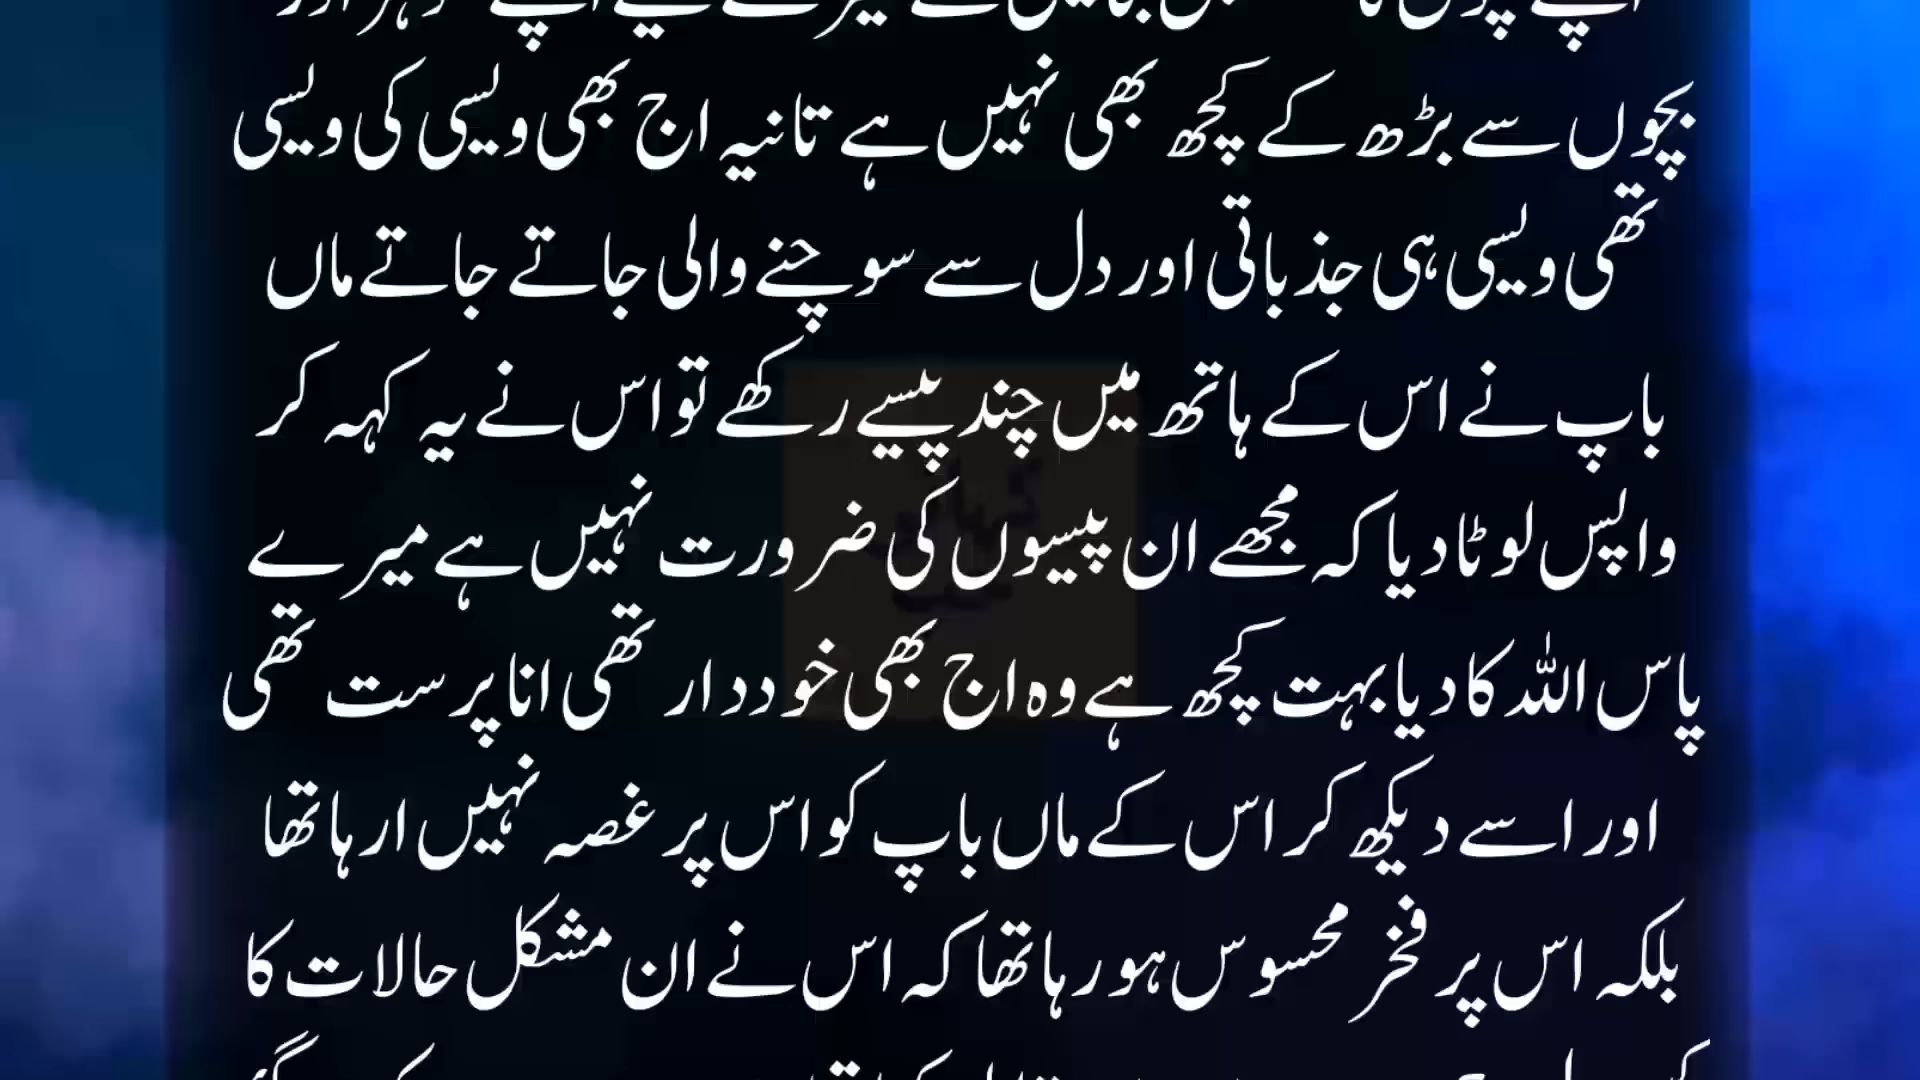 بچوں سے بڑھ کے کچھ بھی نہیں ہے تانیہ اج بھی ویسی کی ویسی
تھی ویسی ہی جذباتی اور دل سے سوچنے والی جاتے جاتے ماں
باپ نے اس کے ہاتھ میں چند پیسے رکھے تو اس نے یہ کہہ کر
واپس لوٹا دیا کہ مجھے ان پیسوں کی ضرورت نہیں ہے میرے
پاس اللہ کا دیا بہت کچھ ہے وہ اج بھی خوددار تھی انا پرست تھی
اور اسے دیکھ کر اس کے ماں باپ کو اس پر غصہ نہیں ارہا تھا
بلکہ اس پر فخر محسوس ہو رہا تھا کہ اس نے ان مشکل حالات کا